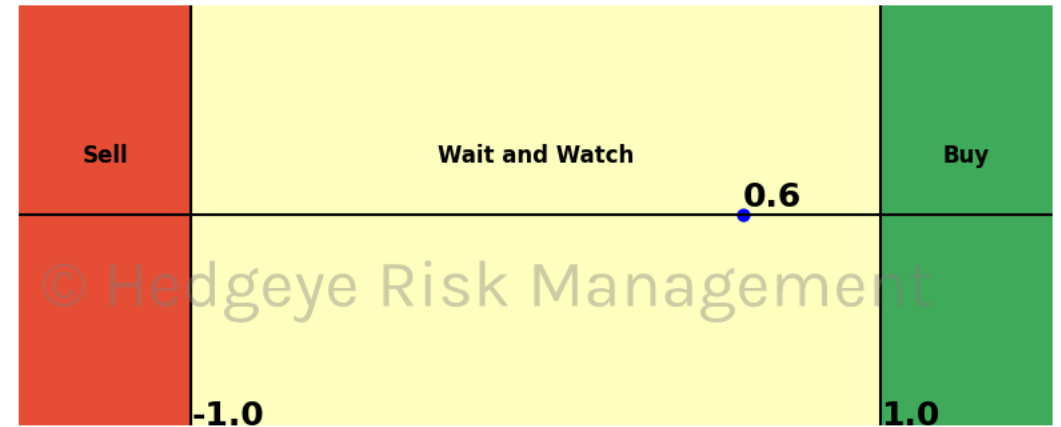 Sell
Wait and Watch
Buy
0.6
© Hedgeye Risk Management
-1.0
1.0